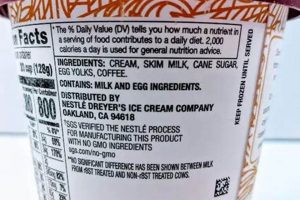 The % Daily Value (DV) tells you how much a nutrient in
a serving of food contributes to a daily diet. 2,000
calories a day is used for general nutrition advice.
Facts
(128g)
800
INGREDIENTS: CREAM, SKIM MILK, CANE SUGAR,
EGG YOLKS, COFFEE.
CONTAINS: MILK AND EGG INGREDIENTS.
DISTRIBUTED BY
NESTLÉ DREYER'S ICE CREAM COMPANY
OAKLAND, CA 94618
*SGS VERIFIED THE NESTLÉ PROCESS
FOR MANUFACTURING THIS PRODUCT
WITH NO GMO INGREDIENTS
sgs.com/no-gmo
*NO SIGNIFICANT DIFFERENCE HAS BEEN SHOWN BETWEEN MILK
FROM rBST TREATED AND NON-rBST TREATED COWS.
KEEP FROZEN UNTIL SERVED